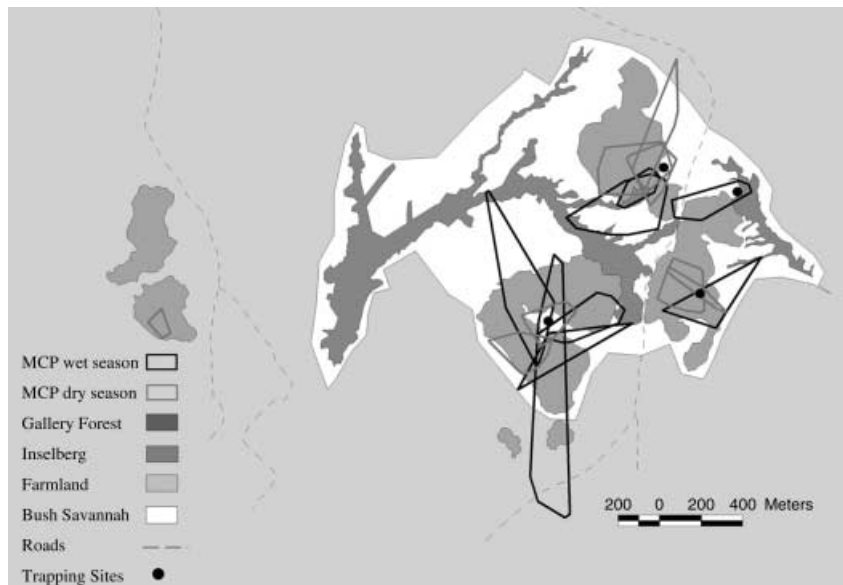 MCP wet season
MCP dry season
Gallery Forest
Inselberg
Farmland
Bush Savannah
Roads
Trapping Sites
200 0 200 400 Meters